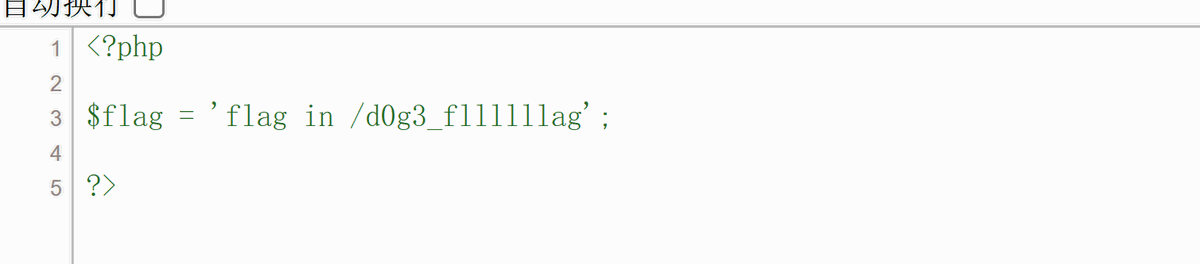 自动换行
1 <?php
2
3 $flag = 'flag in /d0g3_fllllllag';
4
5 ?>